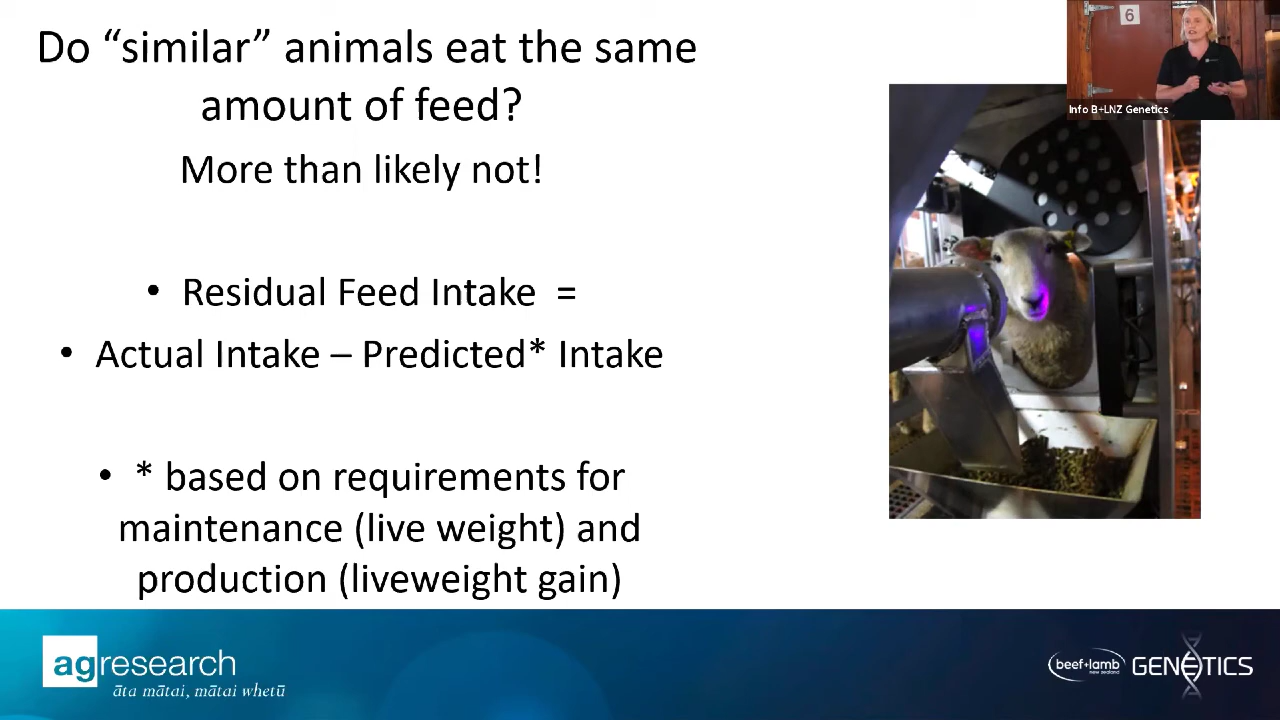 Do “similar” animals eat the same
amount of feed?
More than likely not!
• Residual Feed Intake =
• Actual Intake – Predicted* Intake
• * based on requirements for
maintenance (live weight) and
production (liveweight gain)
6
Info B+LNZ Genetics
agresearch
āta mātai, mātai whetū
beef+lamb
new zealand
GENETICS